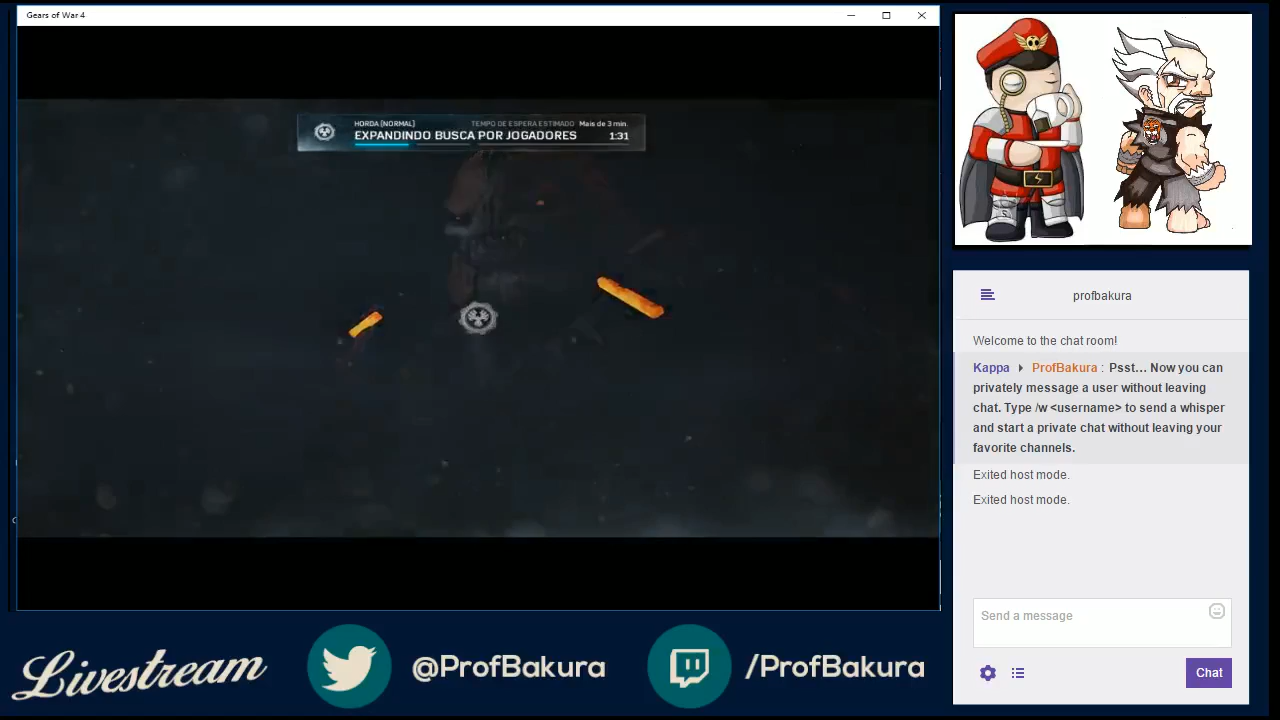 Gears of War 4
HORDA (NORMAL) TEMPO DE ESPERA ESTIMADO Mais de 3 min.
EXPANDINDO BUSCA POR JOGADORES 1:31
profbakura
Welcome to the chat room!
Kappa ProfBakura : Psst... Now you can
privately message a user without leaving
chat. Type /w <username> to send a whisper
and start a private chat without leaving your
favorite channels.
Exited host mode.
Exited host mode.
Send a message
Chat
Livestream
@ProfBakura
/ProfBakura